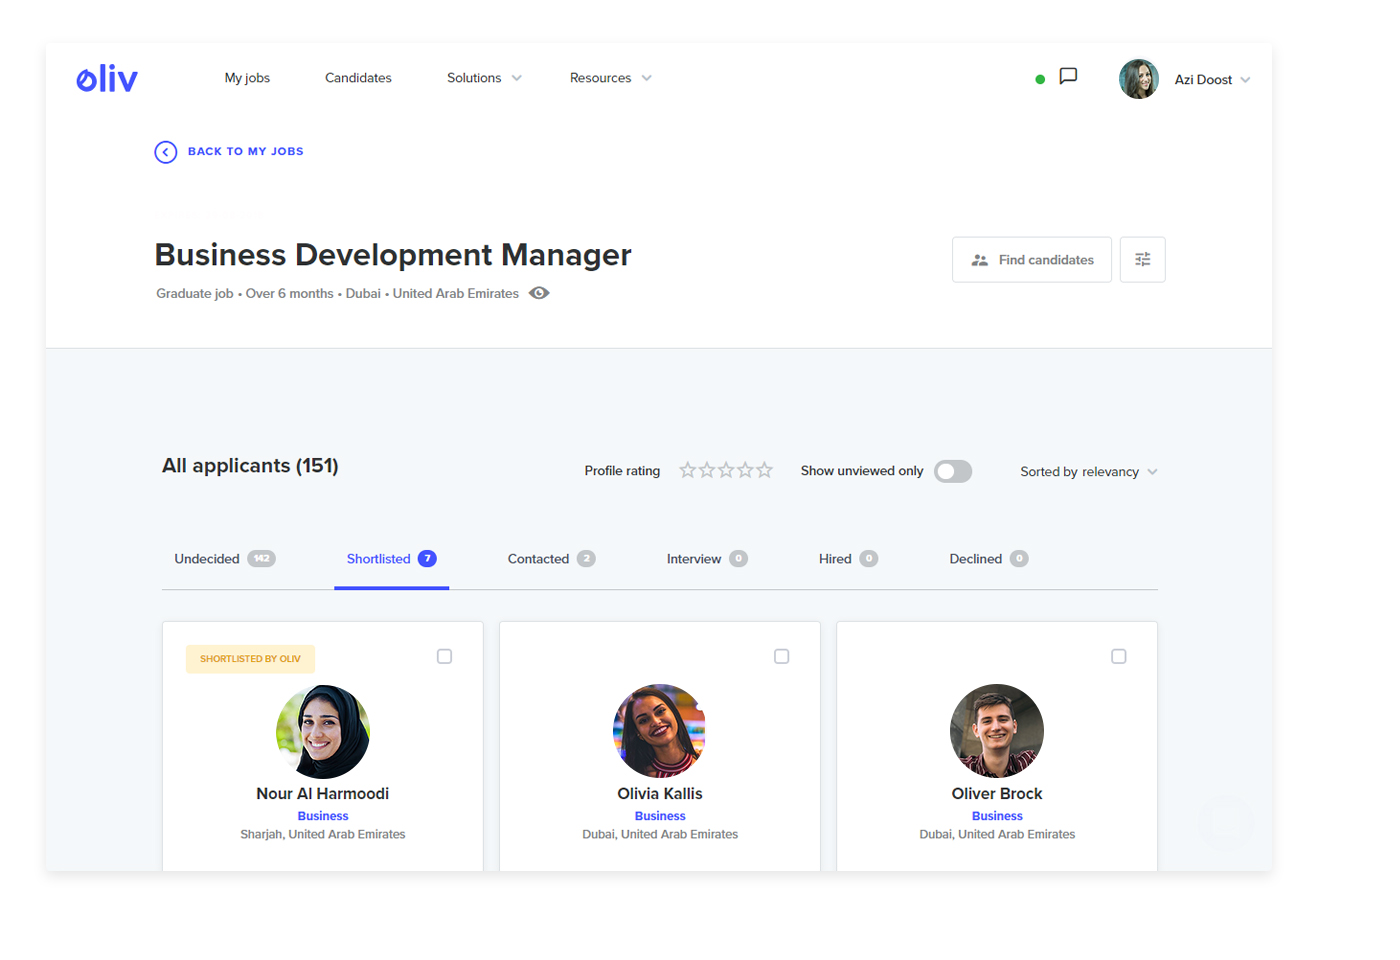 oliv
My jobs
Candidates
Solutions
Resources
Azi Doost
BACK TO MY JOBS
Business Development Manager
Graduate job • Over 6 months • Dubai • United Arab Emirates
Find candidates
All applicants (151)
Profile rating
Show unviewed only
Sorted by relevancy
Undecided 142
Shortlisted 7
Contacted 2
Interview 0
Hired 0
Declined 0
SHORTLISTED BY OLIV
Nour Al Harmoodi
Business
Sharjah, United Arab Emirates
Olivia Kallis
Business
Dubai, United Arab Emirates
Oliver Brock
Business
Dubai, United Arab Emirates